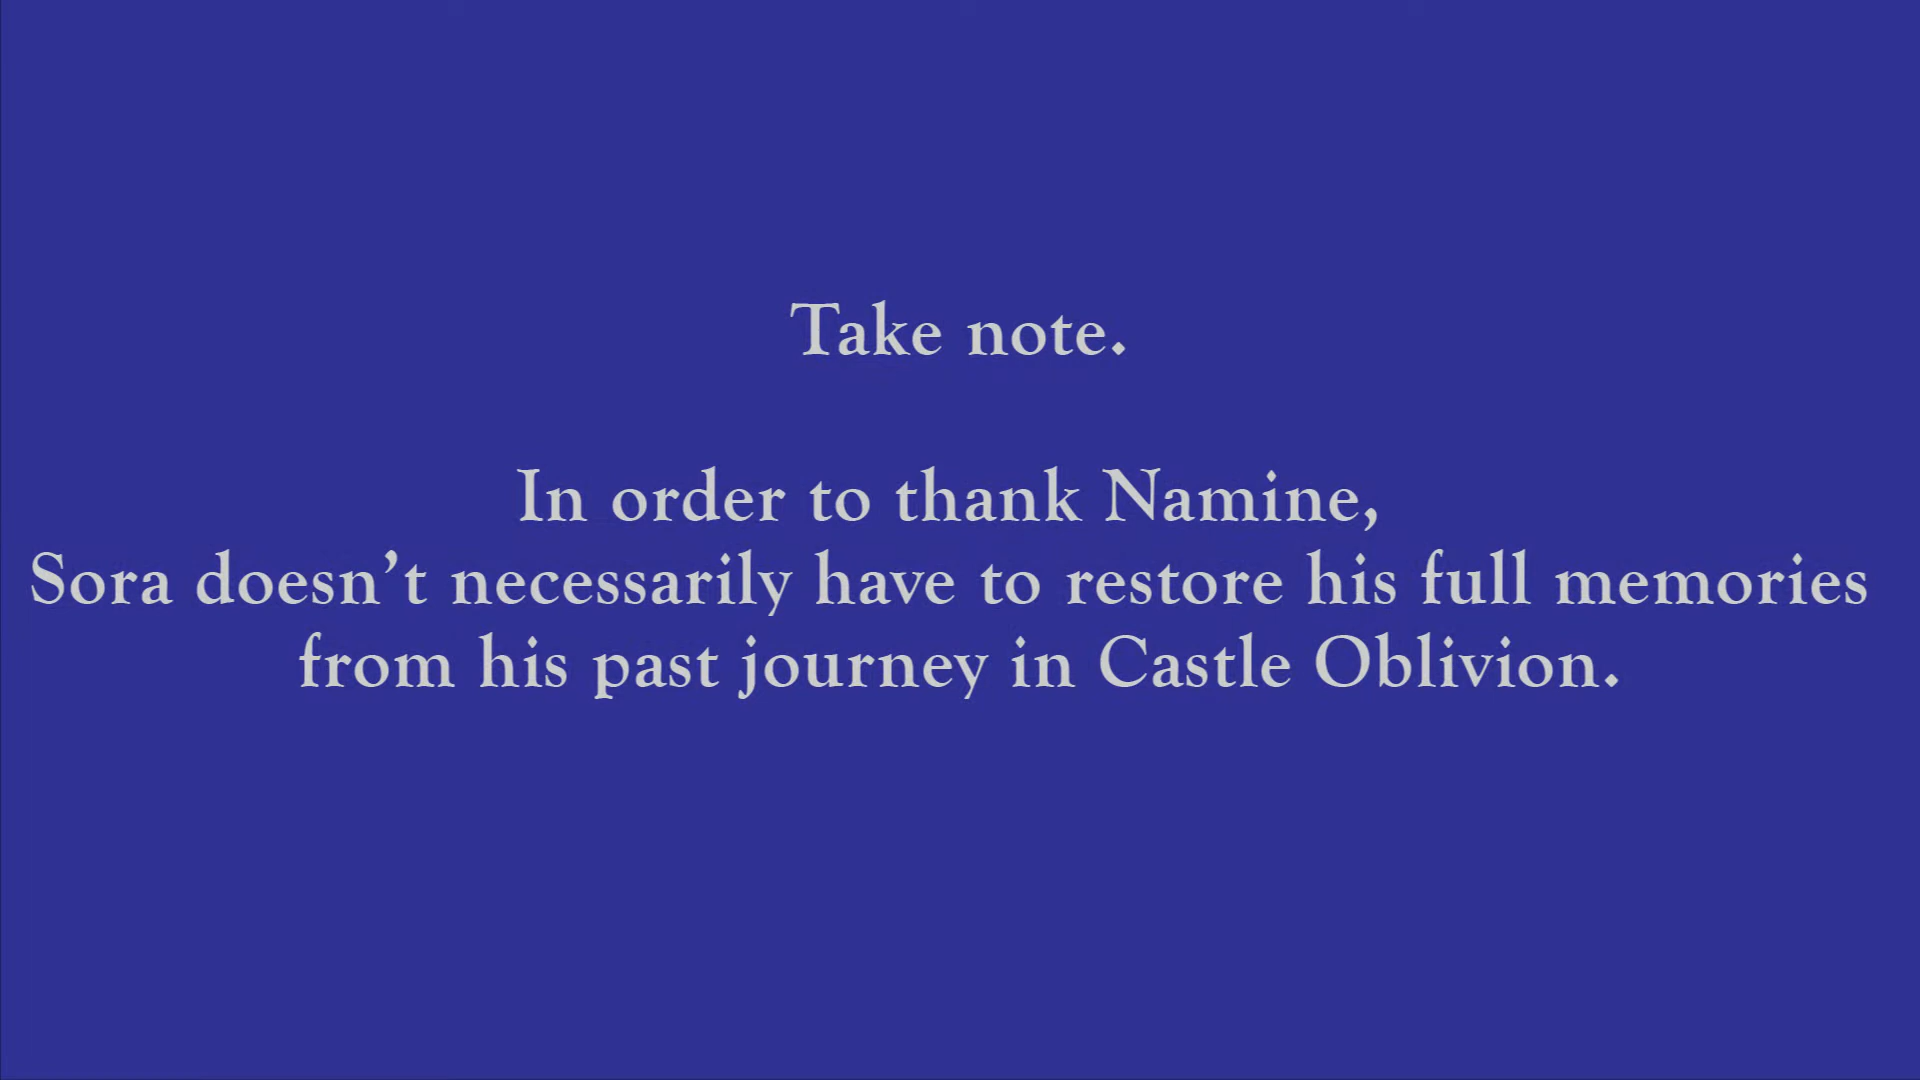 Take note.
In order to thank Namine,
Sora doesn’t necessarily have to restore his full memories
from his past journey in Castle Oblivion.